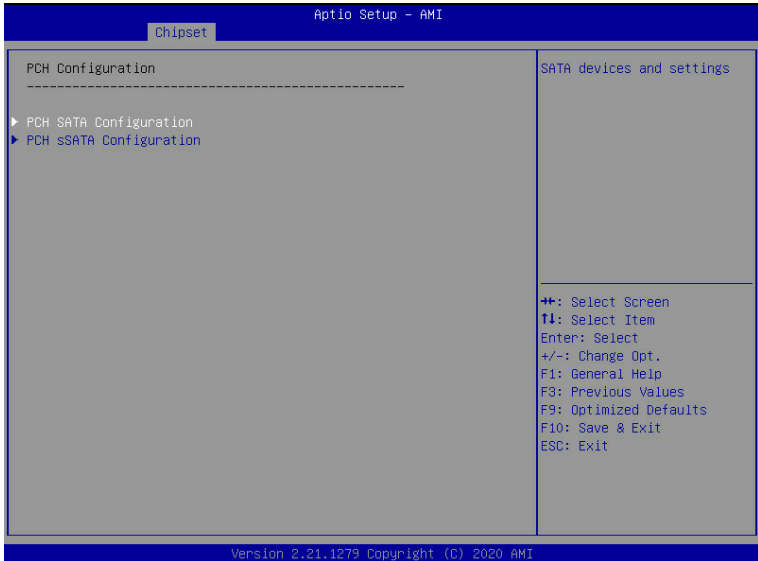 Aptio Setup – AMI
Chipset
PCH Configuration
--------------------------------------------------
PCH SATA Configuration
PCH sSATA Configuration
SATA devices and settings
→←: Select Screen
↑↓: Select Item
Enter: Select
+/-: Change Opt.
F1: General Help
F3: Previous Values
F9: Optimized Defaults
F10: Save & Exit
ESC: Exit
Version 2.21.1279 Copyright (C) 2020 AMI